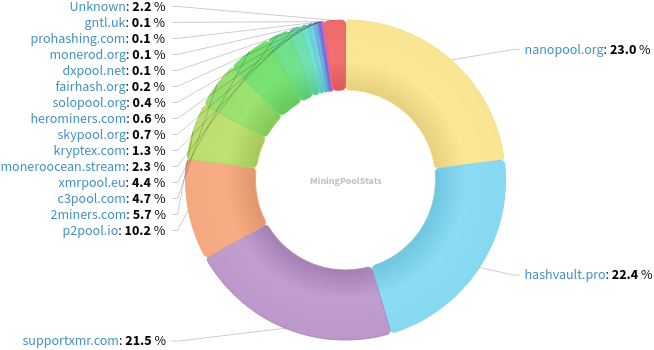 Unknown: 2.2 %
gntl.uk: 0.1 %
prohashing.com: 0.1 %
monerod.org: 0.1 %
dxpool.net: 0.1 %
fairhash.org: 0.2 %
solopool.org: 0.4 %
herominers.com: 0.6 %
skypool.org: 0.7 %
kryptex.com: 1.3 %
moneroocean.stream: 2.3 %
xmrpool.eu: 4.4 %
c3pool.com: 4.7 %
2miners.com: 5.7 %
p2pool.io: 10.2 %
supportxmr.com: 21.5 %
MiningPoolStats
nanopool.org: 23.0 %
hashvault.pro: 22.4 %